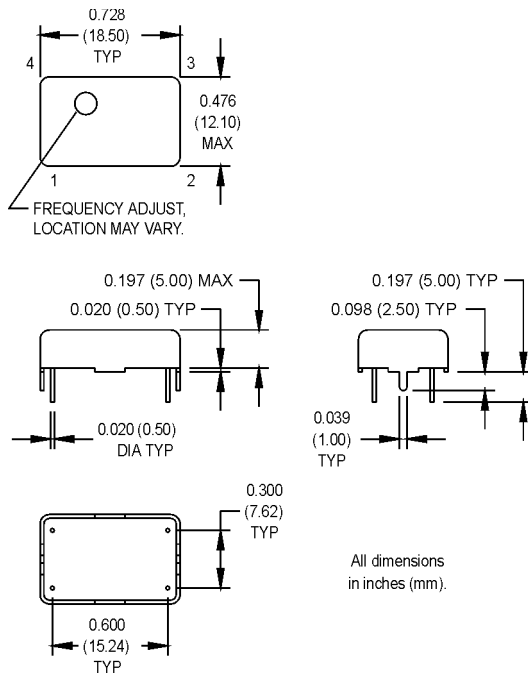 0.728
(18.50)
TYP
4
3
0.476
(12.10)
MAX
1
2
FREQUENCY ADJUST,
LOCATION MAY VARY.
0.197 (5.00) MAX
0.020 (0.50) TYP
0.020 (0.50)
DIA TYP
0.197 (5.00) TYP
0.098 (2.50) TYP
0.039
(1.00)
TYP
0.300
(7.62)
TYP
0.600
(15.24)
TYP
All dimensions
in inches (mm).